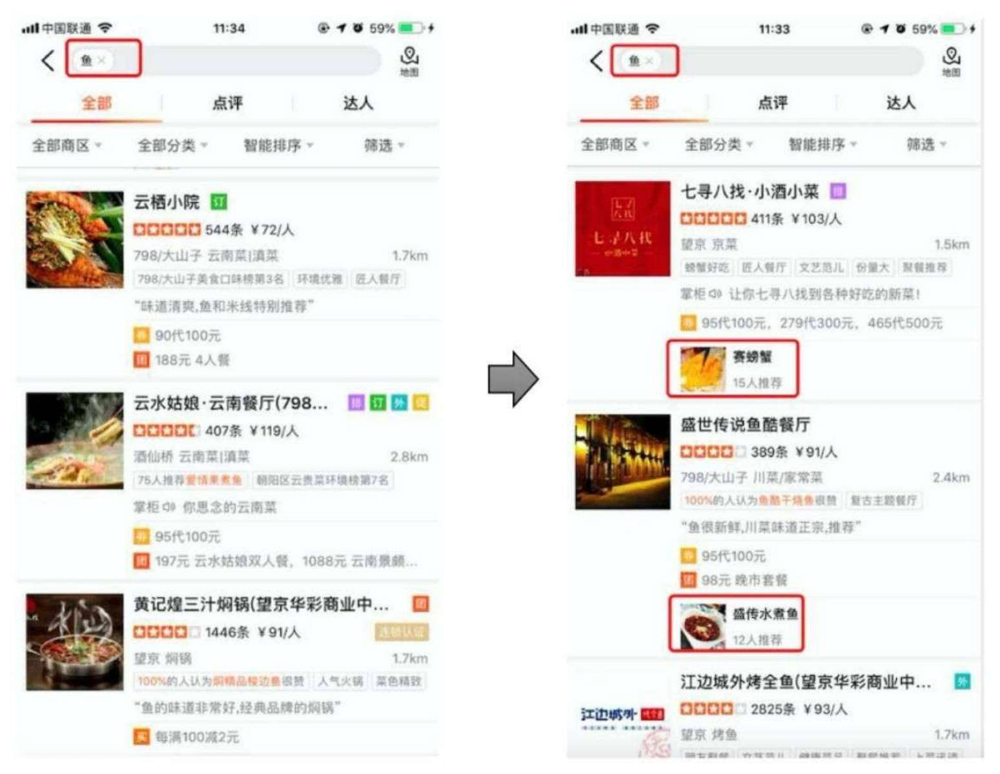 中国联通 11:34 59%
鱼 ×
地图
全部 点评 达人
全部商区 全部分类 智能排序 筛选
云栖小院 订
544条 ￥72/人
798/大山子 云南菜|滇菜 1.7km
798/大山子美食口味榜第3名 环境优雅 匠人餐厅
“味道清爽,鱼和米线特别推荐”
券 90代100元
团 188元 4人餐
云水姑娘·云南餐厅(798... 排 订 外 促
407条 ￥119/人
酒仙桥 云南菜|滇菜 2.8km
75人推荐爱情果煮鱼 朝阳区云贵菜环境榜第7名
掌柜 你思念的云南菜
券 95代100元
团 197元 云水姑娘双人餐，1088元 云南景颇...
黄记煌三汁焖锅(望京华彩商业中... 团
1446条 ￥91/人 连锁认证
望京 焖锅 1.7km
100%的人认为焖精品梭边鱼很赞 人气火锅 菜色精致
“鱼的味道非常好,经典品牌的焖锅”
买 每满100减2元
中国联通 11:33 59%
鱼 ×
地图
全部 点评 达人
全部商区 全部分类 智能排序 筛选
七寻八找·小酒小菜 排
七寻八找
411条 ￥103/人
望京 京菜 1.5km
螃蟹好吃 匠人餐厅 文艺范儿 份量大 聚餐推荐
掌柜 让你七寻八找到各种好吃的新菜!
券 95代100元，279代300元，465代500元
赛螃蟹
15人推荐
盛世传说鱼酷餐厅
389条 ￥91/人
798/大山子 川菜/家常菜 2.4km
100%的人认为鱼酷干烧鱼很赞 复古主题餐厅
“鱼很新鲜,川菜味道正宗,推荐”
券 95代100元
团 98元 晚市套餐
盛传水煮鱼
12人推荐
江边城外烤全鱼(望京华彩商业中... 外
江边城外
2825条 ￥93/人
望京 烤鱼 1.7km